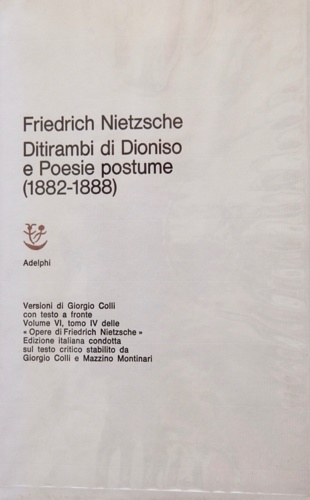 Friedrich Nietzsche
Ditirambi di Dioniso
e Poesie postume
(1882-1888)
Adelphi
Versioni di Giorgio Colli
con testo a fronte
Volume VI, tomo IV delle
« Opere di Friedrich Nietzsche »
Edizione italiana condotta
sul testo critico stabilito da
Giorgio Colli e Mazzino Montinari